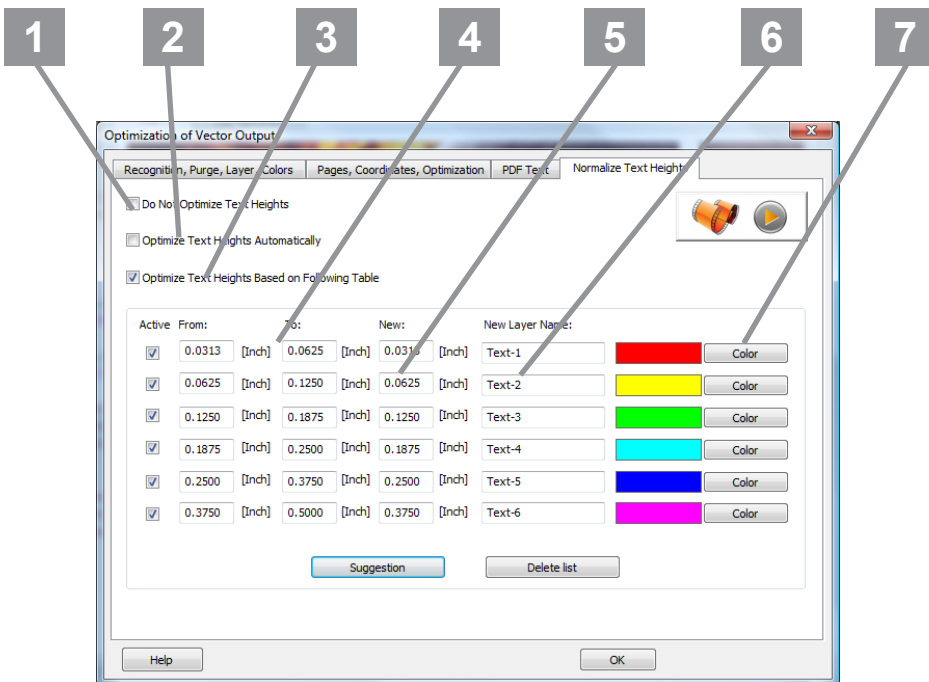 1 2 3 4 5 6 7
Optimization of Vector Output
Recognition, Purge, Layer, Colors Pages, Coordinates, Optimization PDF Text Normalize Text Heights
Do Not Optimize Text Heights
Optimize Text Heights Automatically
Optimize Text Heights Based on Following Table
Active From: To: New: New Layer Name:
0.0313 [Inch] 0.0625 [Inch] 0.0313 [Inch] Text-1 Color
0.0625 [Inch] 0.1250 [Inch] 0.0625 [Inch] Text-2 Color
0.1250 [Inch] 0.1875 [Inch] 0.1250 [Inch] Text-3 Color
0.1875 [Inch] 0.2500 [Inch] 0.1875 [Inch] Text-4 Color
0.2500 [Inch] 0.3750 [Inch] 0.2500 [Inch] Text-5 Color
0.3750 [Inch] 0.5000 [Inch] 0.3750 [Inch] Text-6 Color
Suggestion Delete list
Help OK